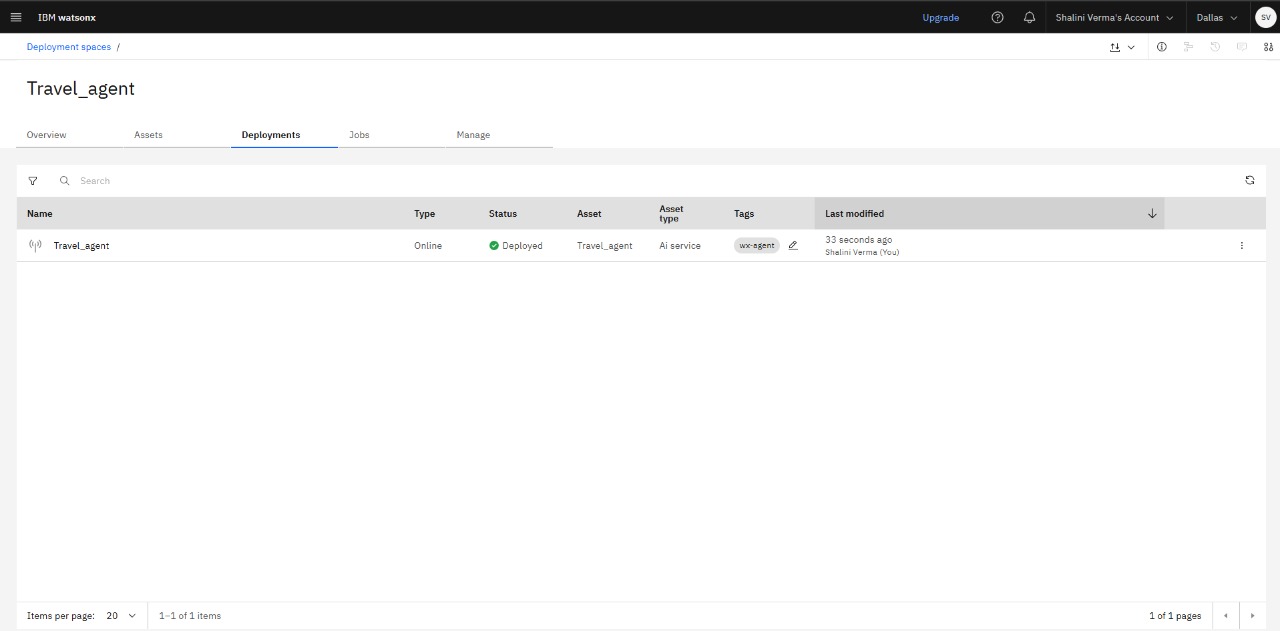 IBM watsonx
Upgrade
Shalini Verma's Account
Dallas
SV
Deployment spaces /
Travel_agent
Overview
Assets
Deployments
Jobs
Manage
Search
Name
Type
Status
Asset
Asset
type
Tags
Last modified
Travel_agent
Online
Deployed
Travel_agent
Ai service
wx-agent
33 seconds ago
Shalini Verma (You)
Items per page: 20
1–1 of 1 items
1 of 1 pages